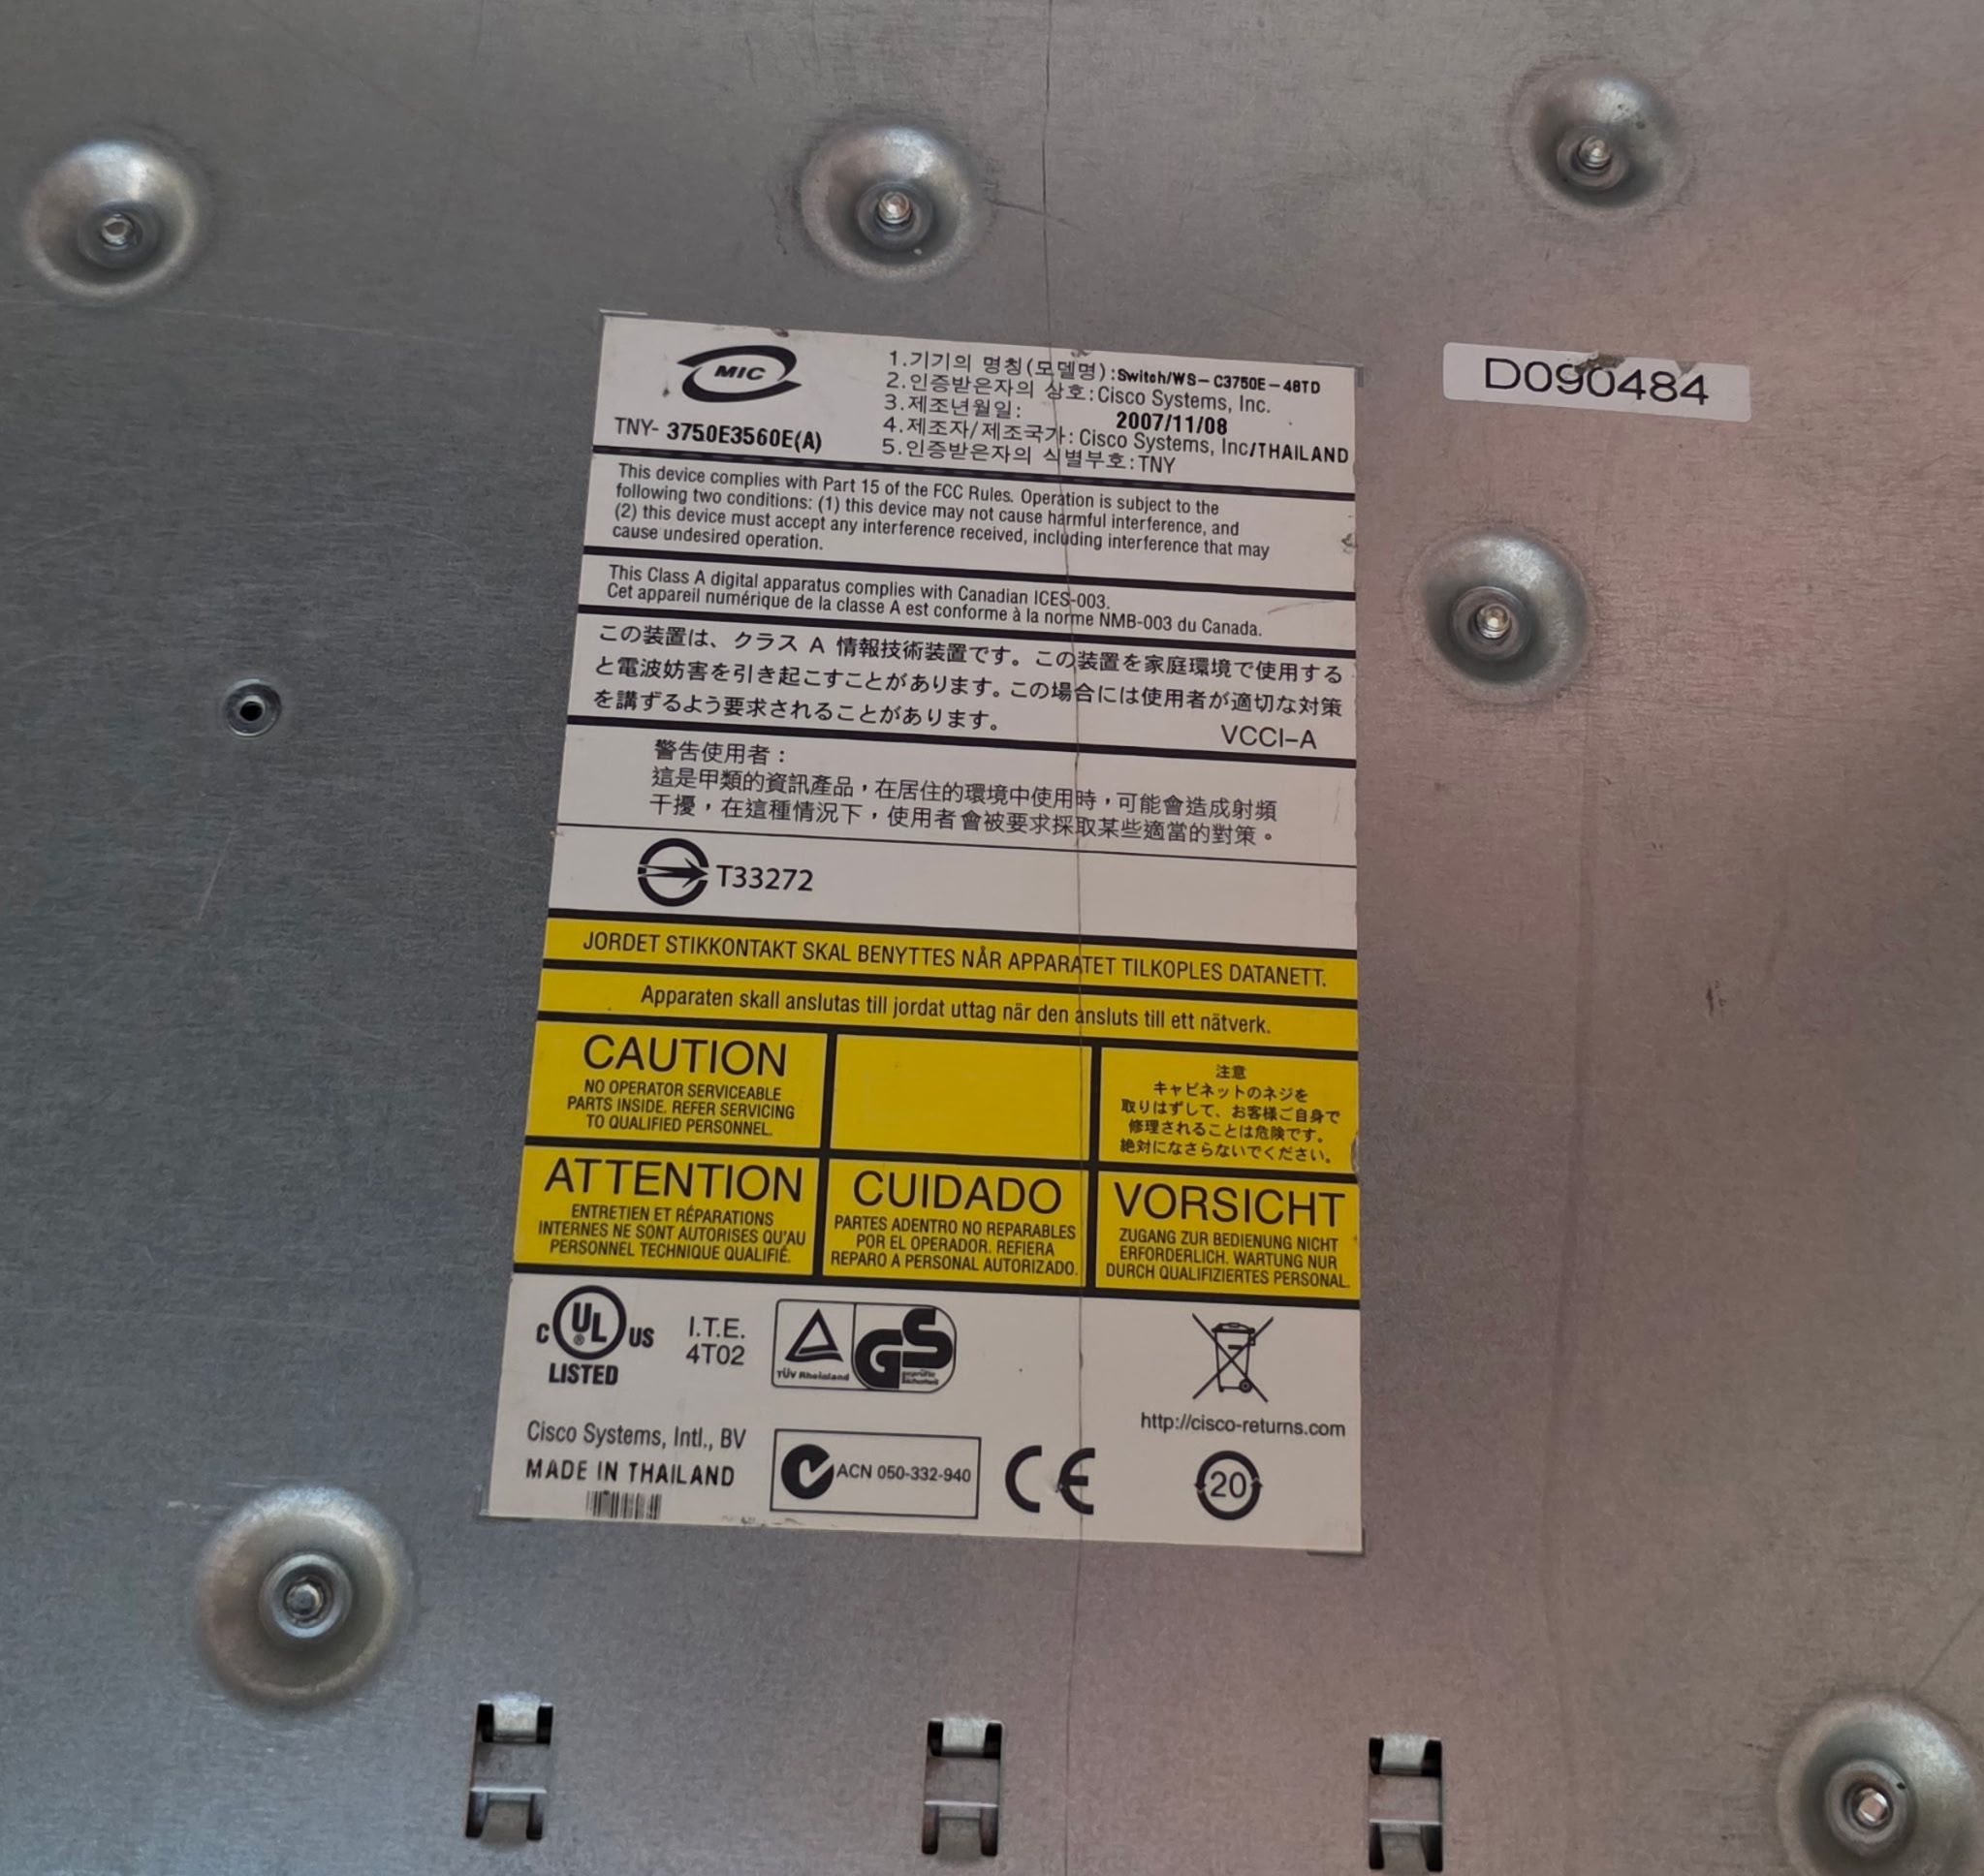 MIC
TNY- 3750E3560E(A)
1.기기의 명칭(모델명):Switch/WS-C3750E-48TD
2.인증받은자의 상호:Cisco Systems, Inc.
3.제조년월일: 2007/11/08
4.제조자/제조국가: Cisco Systems, Inc/THAILAND
5.인증받은자의 식별부호:TNY
D090484
This device complies with Part 15 of the FCC Rules. Operation is subject to the
following two conditions: (1) this device may not cause harmful interference, and
(2) this device must accept any interference received, including interference that may
cause undesired operation.
This Class A digital apparatus complies with Canadian ICES-003.
Cet appareil numérique de la classe A est conforme à la norme NMB-003 du Canada.
この装置は、クラス A 情報技術装置です。この装置を家庭環境で使用する
と電波妨害を引き起こすことがあります。この場合には使用者が適切な対策
を講ずるよう要求されることがあります。
VCCI-A
警告使用者：
這是甲類的資訊產品，在居住的環境中使用時，可能會造成射頻
干擾，在這種情況下，使用者會被要求採取某些適當的對策。
T33272
JORDET STIKKONTAKT SKAL BENYTTES NÅR APPARATET TILKOPLES DATANETT.
Apparaten skall anslutas till jordat uttag när den ansluts till ett nätverk.
CAUTION
NO OPERATOR SERVICEABLE
PARTS INSIDE. REFER SERVICING
TO QUALIFIED PERSONNEL.
注意
キャビネットのネジを
取りはずして、お客様ご自身で
修理されることは危険です。
絶対になさらないでください。
ATTENTION
ENTRETIEN ET RÉPARATIONS
INTERNES NE SONT AUTORISES QU'AU
PERSONNEL TECHNIQUE QUALIFIÉ.
CUIDADO
PARTES ADENTRO NO REPARABLES
POR EL OPERADOR. REFIERA
REPARO A PERSONAL AUTORIZADO.
VORSICHT
ZUGANG ZUR BEDIENUNG NICHT
ERFORDERLICH. WARTUNG NUR
DURCH QUALIFIZIERTES PERSONAL.
C UL ® US
LISTED
I.T.E.
4T02
TÜV Rheinland
GS
geprüfte
Sicherheit
http://cisco-returns.com
Cisco Systems, Intl., BV
MADE IN THAILAND
ACN 050-332-940
CE
20